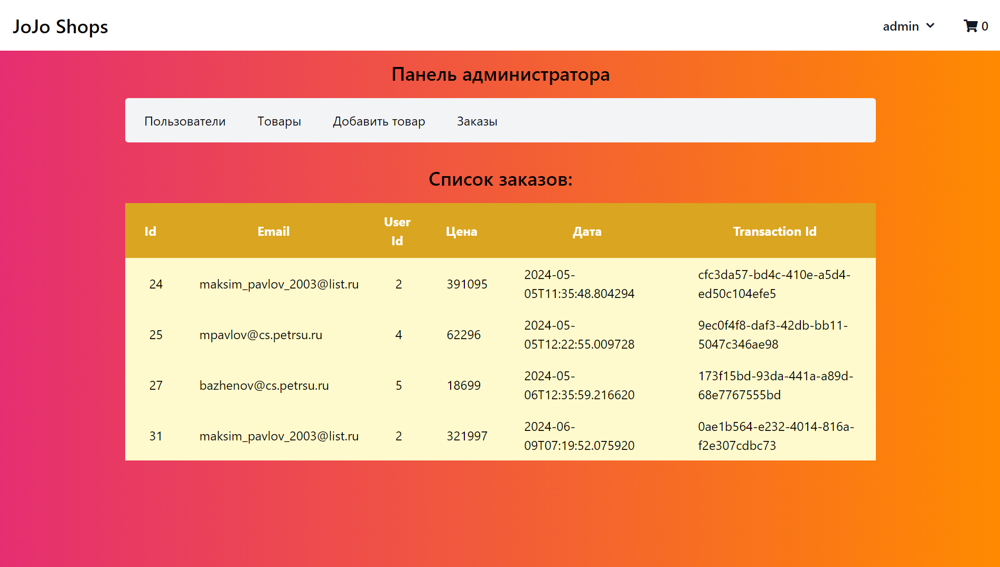 JoJo Shops
admin
0
Панель администратора
Пользователи Товары Добавить товар Заказы
Список заказов:
Id Email User Id Цена Дата Transaction Id
24 maksim_pavlov_2003@list.ru 2 391095 2024-05-05T11:35:48.804294 cfc3da57-bd4c-410e-a5d4-ed50c104efe5
25 mpavlov@cs.petrsu.ru 4 62296 2024-05-05T12:22:55.009728 9ec0f4f8-daf3-42db-bb11-5047c346ae98
27 bazhenov@cs.petrsu.ru 5 18699 2024-05-06T12:35:59.216620 173f15bd-93da-441a-a89d-68e7767555bd
31 maksim_pavlov_2003@list.ru 2 321997 2024-06-09T07:19:52.075920 0ae1b564-e232-4014-816a-f2e307cdbc73